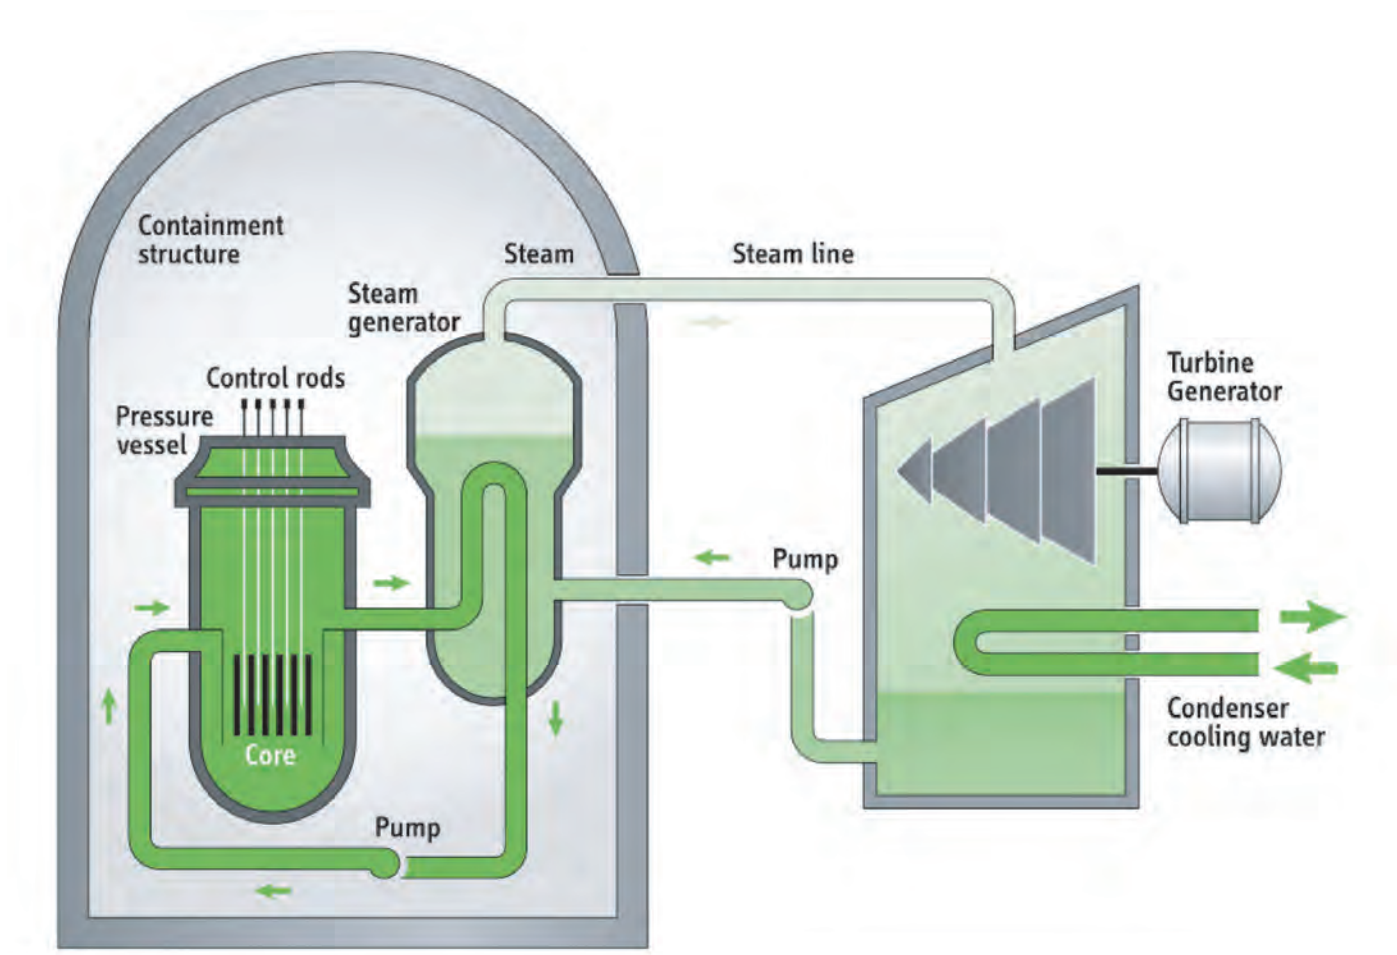 Containment
structure
Steam
Steam line
Steam
generator
Control rods
Pressure
vessel
Turbine
Generator
Pump
Condenser
cooling water
Core
Pump